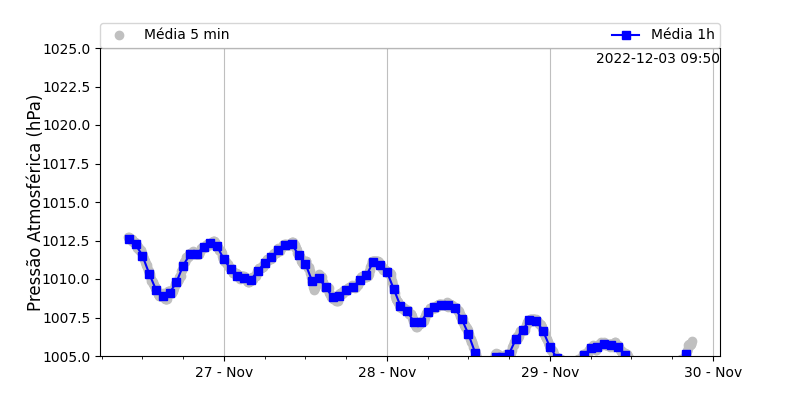 Média 5 min
Média 1h
2022-12-03 09:50
Pressão Atmosférica (hPa)
1025.0
1022.5
1020.0
1017.5
1015.0
1012.5
1010.0
1007.5
1005.0
27 - Nov
28 - Nov
29 - Nov
30 - Nov